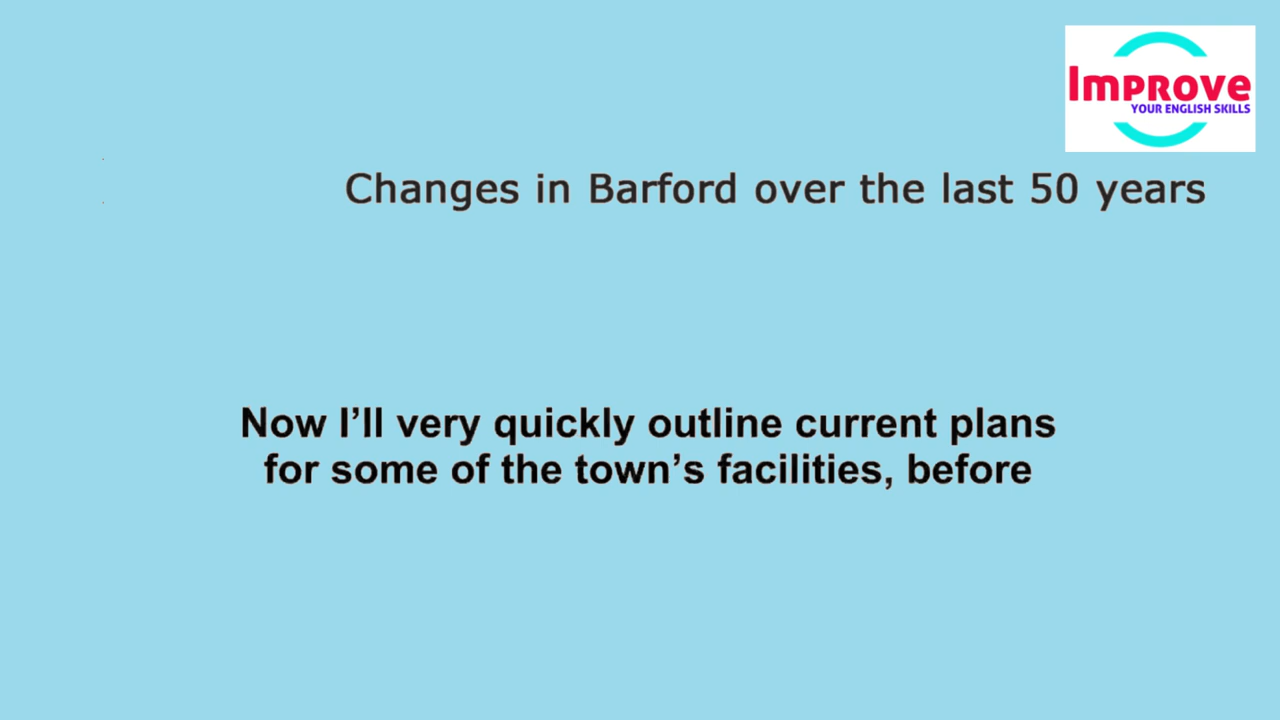 Improve
YOUR ENGLISH SKILLS
Changes in Barford over the last 50 years
Now I’ll very quickly outline current plans
for some of the town’s facilities, before